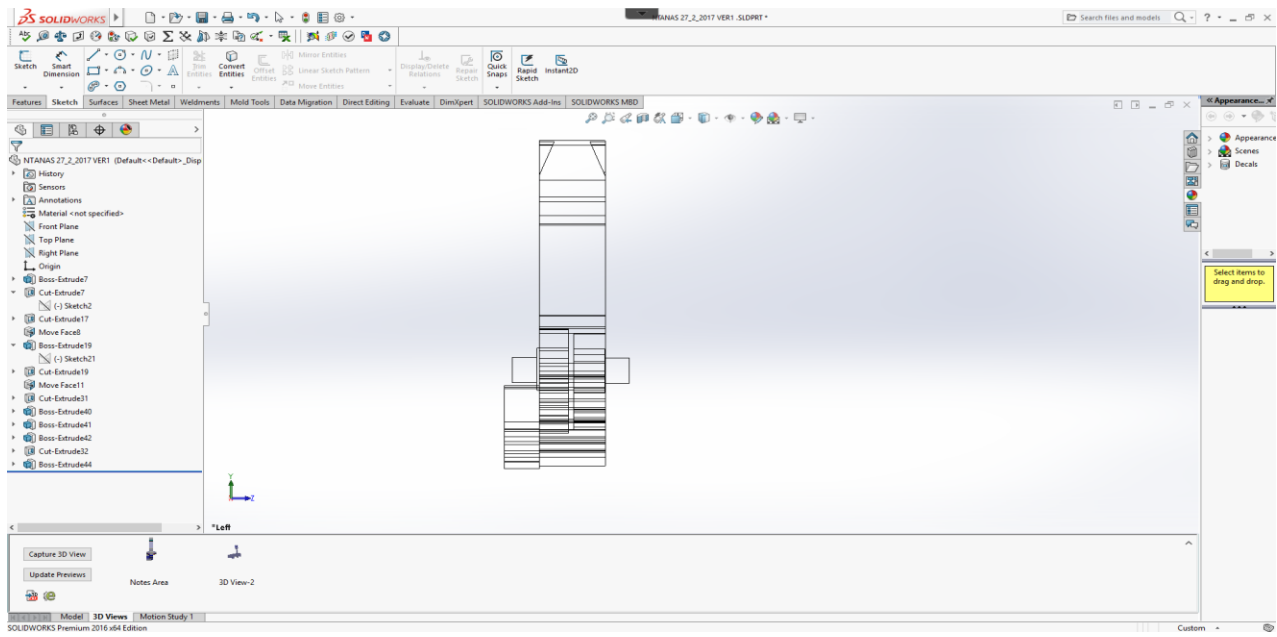 SOLIDWORKS
NTANAS 27_2_2017 VER1 .SLDPRT *
Search files and models
?
Sketch
Smart Dimension
Trim Entities
Convert Entities
Offset Entities
Mirror Entities
Linear Sketch Pattern
Move Entities
Display/Delete Relations
Repair Sketch
Quick Snaps
Rapid Sketch
Instant2D
Features Sketch Surfaces Sheet Metal Weldments Mold Tools Data Migration Direct Editing Evaluate DimXpert SOLIDWORKS Add-Ins SOLIDWORKS MBD
NTANAS 27_2_2017 VER1 (Default<<Default>_Disp
History
Sensors
Annotations
Material <not specified>
Front Plane
Top Plane
Right Plane
Origin
Boss-Extrude7
Cut-Extrude7
(-) Sketch2
Cut-Extrude17
Move Face8
Boss-Extrude19
(-) Sketch21
Cut-Extrude19
Move Face11
Cut-Extrude31
Boss-Extrude40
Boss-Extrude41
Boss-Extrude42
Cut-Extrude32
Boss-Extrude44
Y
Z
*Left
« Appearance...
Appearance
Scenes
Decals
Select items to
drag and drop.
Capture 3D View
Update Previews
Notes Area
3D View-2
Model 3D Views Motion Study 1
SOLIDWORKS Premium 2016 x64 Edition
Custom